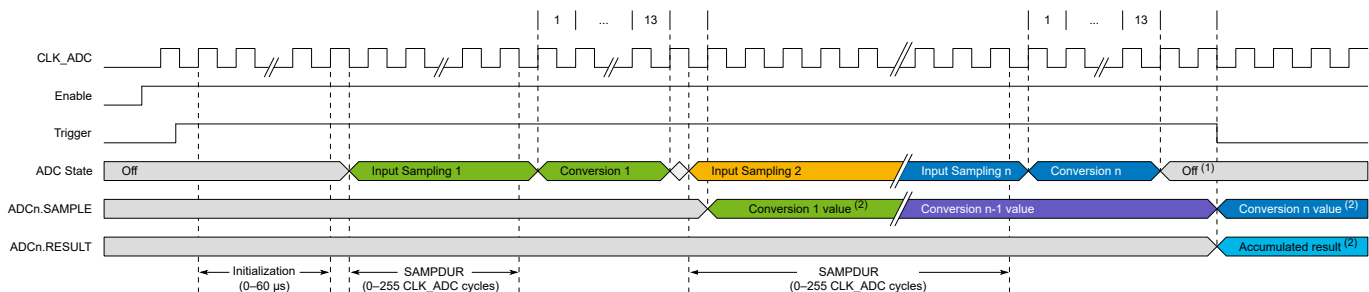 1 ... 13 1 ... 13
CLK_ADC
Enable
Trigger
ADC State Off Input Sampling 1 Conversion 1 Input Sampling 2 Input Sampling n Conversion n Off (1)
ADCn.SAMPLE Conversion 1 value (2) Conversion n-1 value Conversion n value (2)
ADCn.RESULT Accumulated result (2)
Initialization SAMPDUR SAMPDUR
(0–60 µs) (0–255 CLK_ADC cycles) (0–255 CLK_ADC cycles)